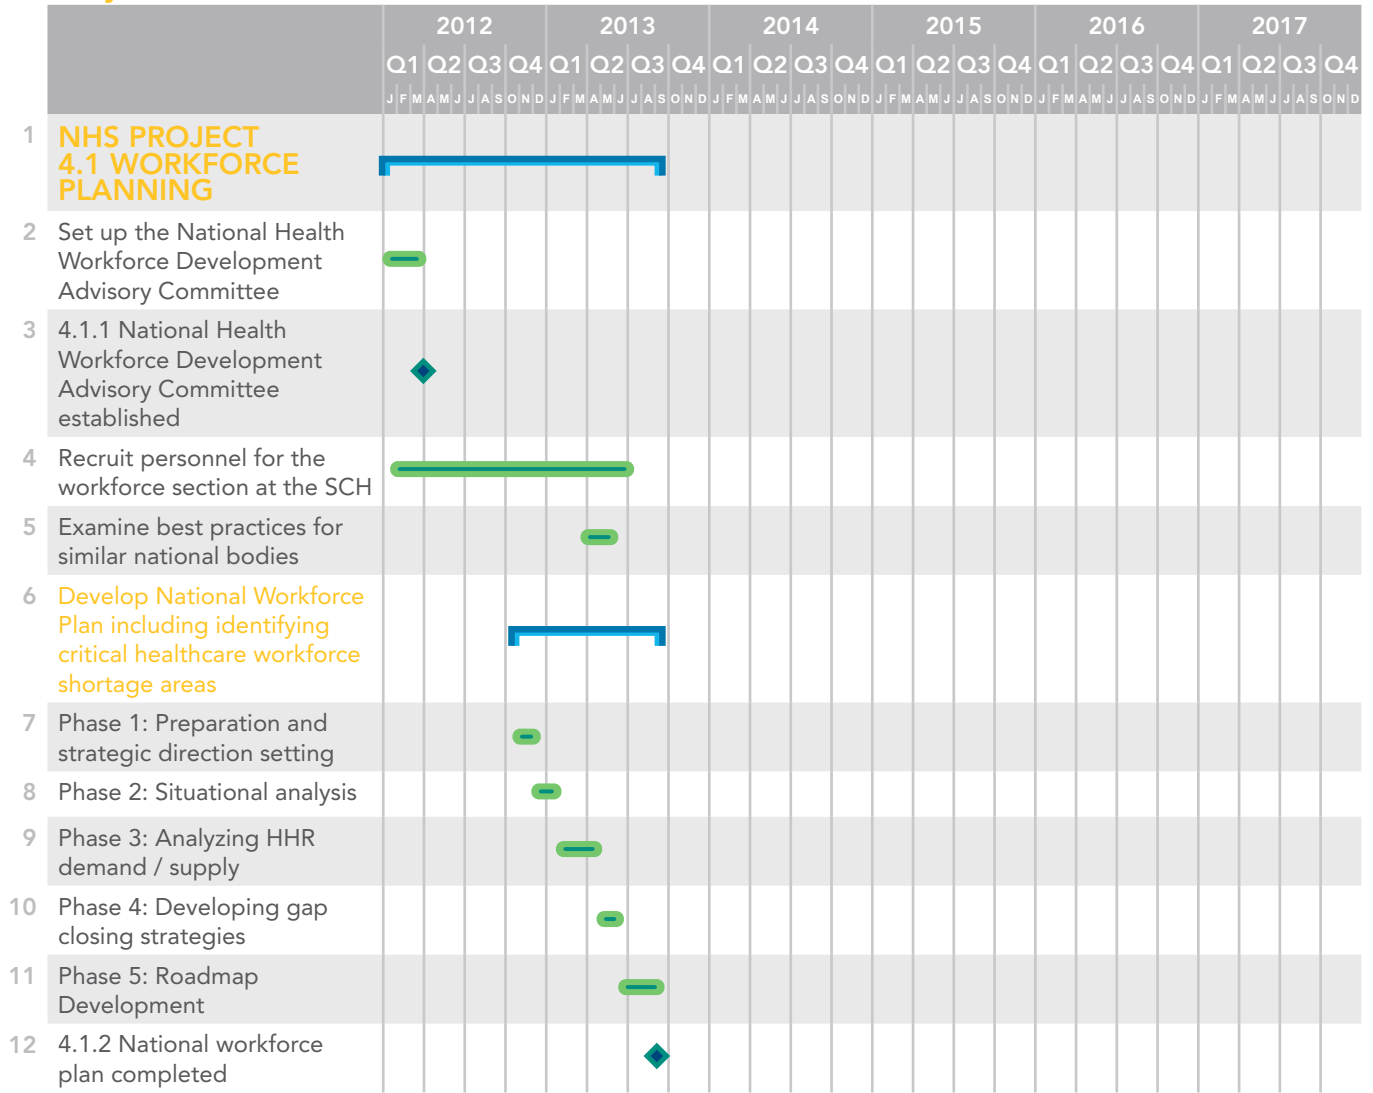 2012 2013 2014 2015 2016 2017
Q1 Q2 Q3 Q4 Q1 Q2 Q3 Q4 Q1 Q2 Q3 Q4 Q1 Q2 Q3 Q4 Q1 Q2 Q3 Q4 Q1 Q2 Q3 Q4
J F M A M J J A S O N D J F M A M J J A S O N D J F M A M J J A S O N D J F M A M J J A S O N D J F M A M J J A S O N D J F M A M J J A S O N D
1 NHS PROJECT
4.1 WORKFORCE
PLANNING
2 Set up the National Health
Workforce Development
Advisory Committee
3 4.1.1 National Health
Workforce Development
Advisory Committee
established
4 Recruit personnel for the
workforce section at the SCH
5 Examine best practices for
similar national bodies
6 Develop National Workforce
Plan including identifying
critical healthcare workforce
shortage areas
7 Phase 1: Preparation and
strategic direction setting
8 Phase 2: Situational analysis
9 Phase 3: Analyzing HHR
demand / supply
10 Phase 4: Developing gap
closing strategies
11 Phase 5: Roadmap
Development
12 4.1.2 National workforce
plan completed